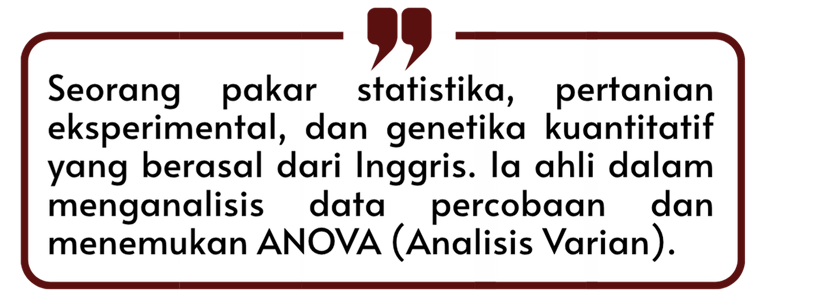 Seorang pakar statistika, pertanian
eksperimental, dan genetika kuantitatif
yang berasal dari Inggris. Ia ahli dalam
menganalisis data percobaan dan
menemukan ANOVA (Analisis Varian).